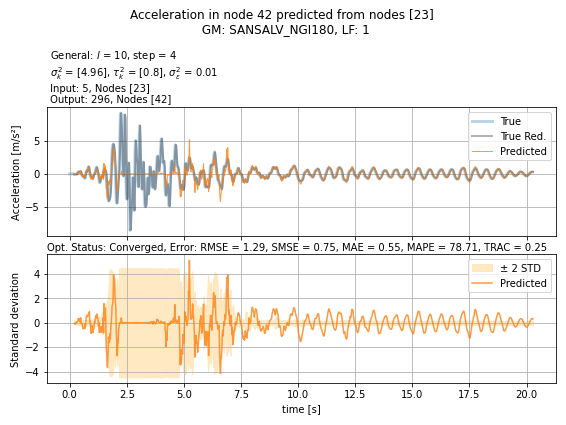 Acceleration in node 42 predicted from nodes [23]
GM: SANSALV_NGI180, LF: 1
General: l = 10, step = 4
σ²ₖ = [4.96], τ²ₖ = [0.8], σ²ε = 0.01
Input: 5, Nodes [23]
Output: 296, Nodes [42]
Acceleration [m/s²]
5
0
−5
True
True Red.
Predicted
Opt. Status: Converged, Error: RMSE = 1.29, SMSE = 0.75, MAE = 0.55, MAPE = 78.71, TRAC = 0.25
Standard deviation
4
2
0
−2
−4
± 2 STD
Predicted
0.0 2.5 5.0 7.5 10.0 12.5 15.0 17.5 20.0
time [s]